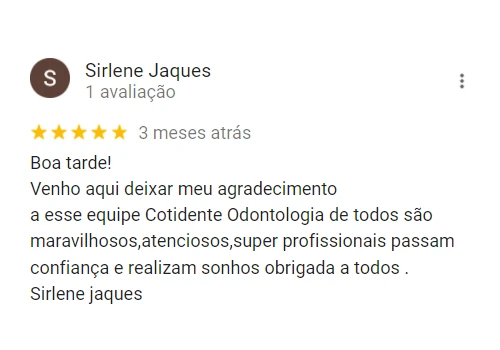 S
Sirlene Jaques
1 avaliação
3 meses atrás
Boa tarde!
Venho aqui deixar meu agradecimento
a esse equipe Cotidente Odontologia de todos são
maravilhosos,atenciosos,super profissionais passam
confiança e realizam sonhos obrigada a todos .
Sirlene jaques